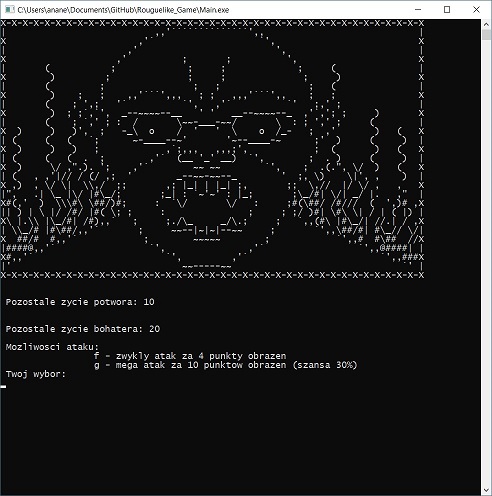 C:\Users\anane\Documents\GitHub\Rouguelike_Game\Main.exe
Pozostale zycie potwora: 10
Pozostale zycie bohatera: 20
Mozliwosci ataku:
f - zwykly atak za 4 punkty obrazen
g - mega atak za 10 punktow obrazen (szansa 30%)
Twoj wybor: